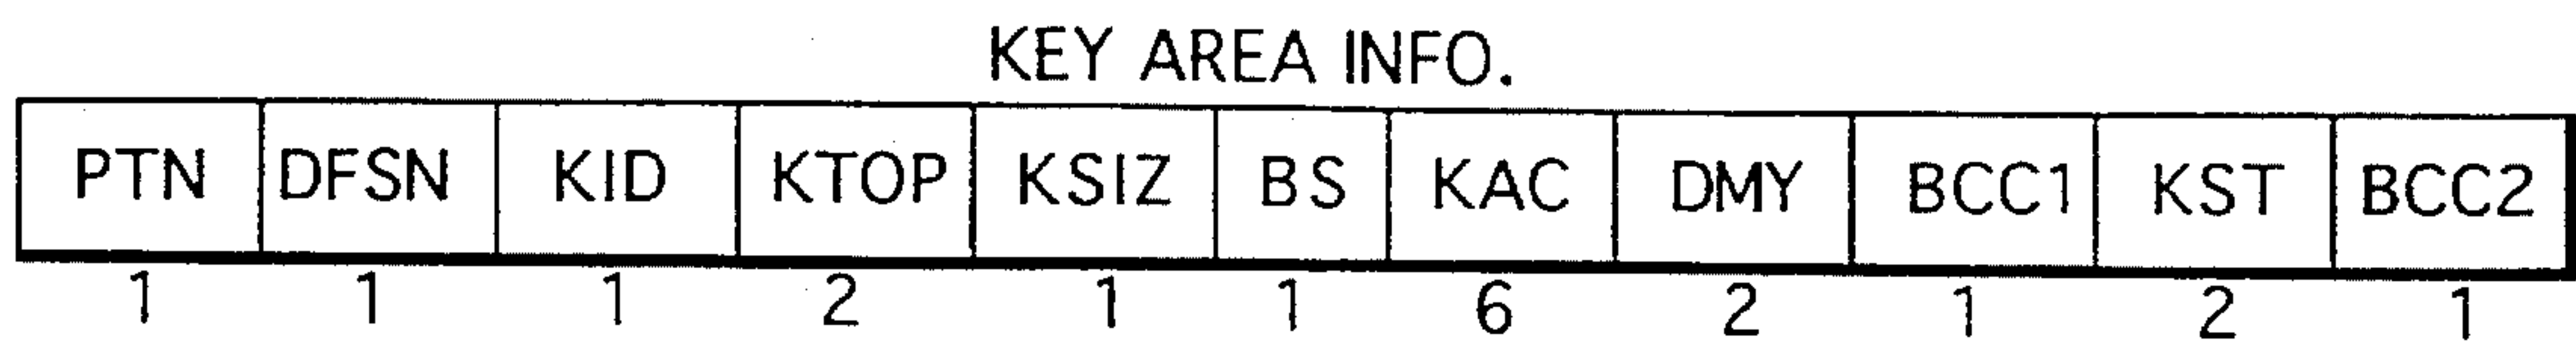 KEY AREA INFO.
PTN DFSN KID KTOP KSIZ BS KAC DMY BCC1 KST BCC2
1 1 1 2 1 1 6 2 1 2 1